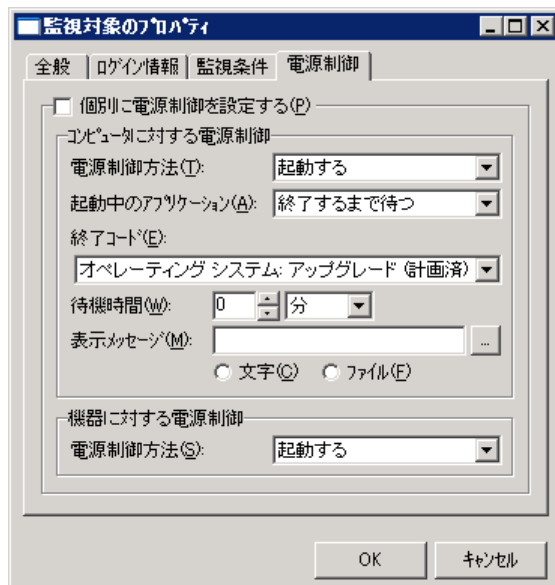 監視対象のﾌﾟﾛﾊﾟﾃｨ
全般 ﾛｸﾞｲﾝ情報 監視条件 電源制御
個別に電源制御を設定する(P)
ｺﾝﾋﾟｭｰﾀに対する電源制御
電源制御方法(T): 起動する
起動中のｱﾌﾟﾘｹｰｼｮﾝ(A): 終了するまで待つ
終了ｺｰﾄﾞ(E):
オペレーティング システム: アップグレード (計画済)
待機時間(W): 0 分
表示ﾒｯｾｰｼﾞ(M): ...
文字(C) ﾌｧｲﾙ(F)
機器に対する電源制御
電源制御方法(S): 起動する
OK ｷｬﾝｾﾙ